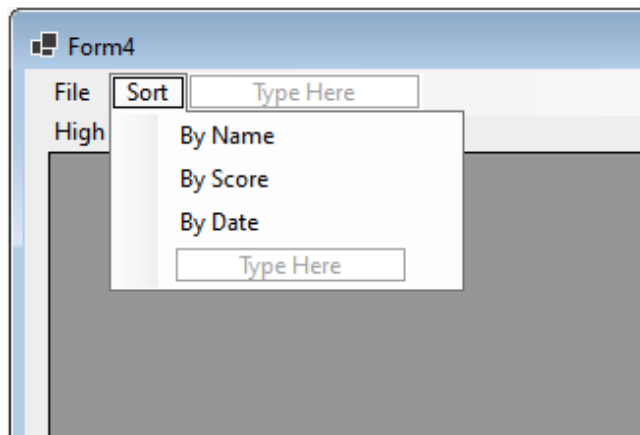 Form4
File Sort Type Here
High
By Name
By Score
By Date
Type Here